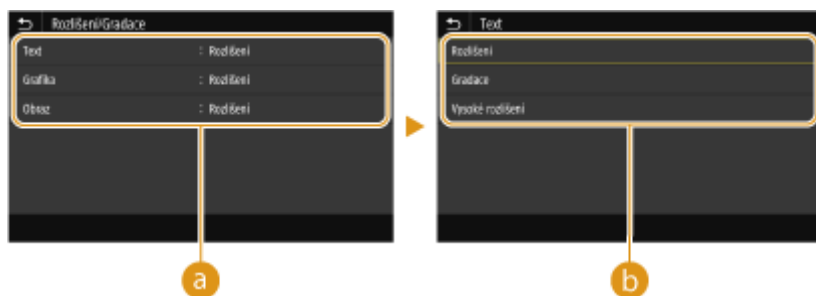 Rozlišení/Gradace
Text : Rozlišení
Grafika : Rozlišení
Obraz : Rozlišení
a
Text
Rozlišení
Gradace
Vysoké rozlišení
b